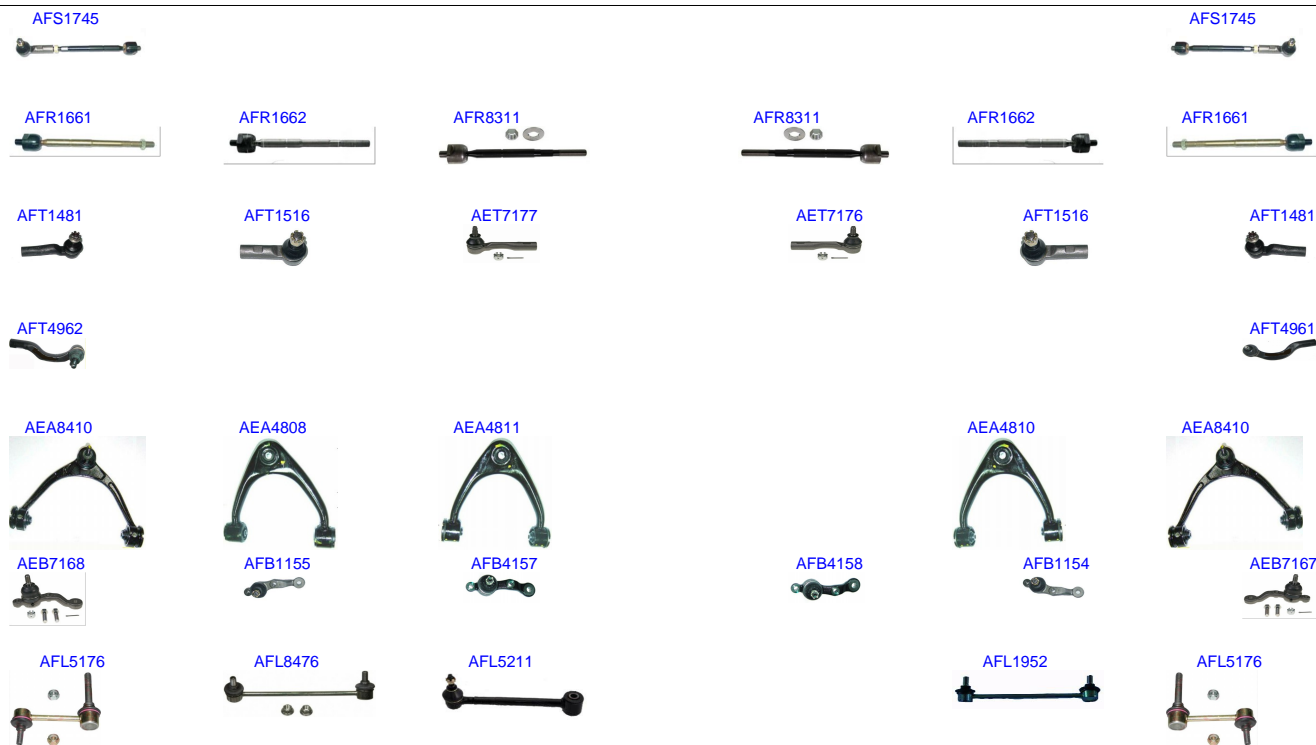 AFS1745 AFS1745
AFR1661 AFR1662 AFR8311 AFR8311 AFR1662 AFR1661
AFT1481 AFT1516 AET7177 AET7176 AFT1516 AFT1481
AFT4962 AFT4961
AEA8410 AEA4808 AEA4811 AEA4810 AEA8410
AEB7168 AFB1155 AFB4157 AFB4158 AFB1154 AEB7167
AFL5176 AFL8476 AFL5211 AFL1952 AFL5176